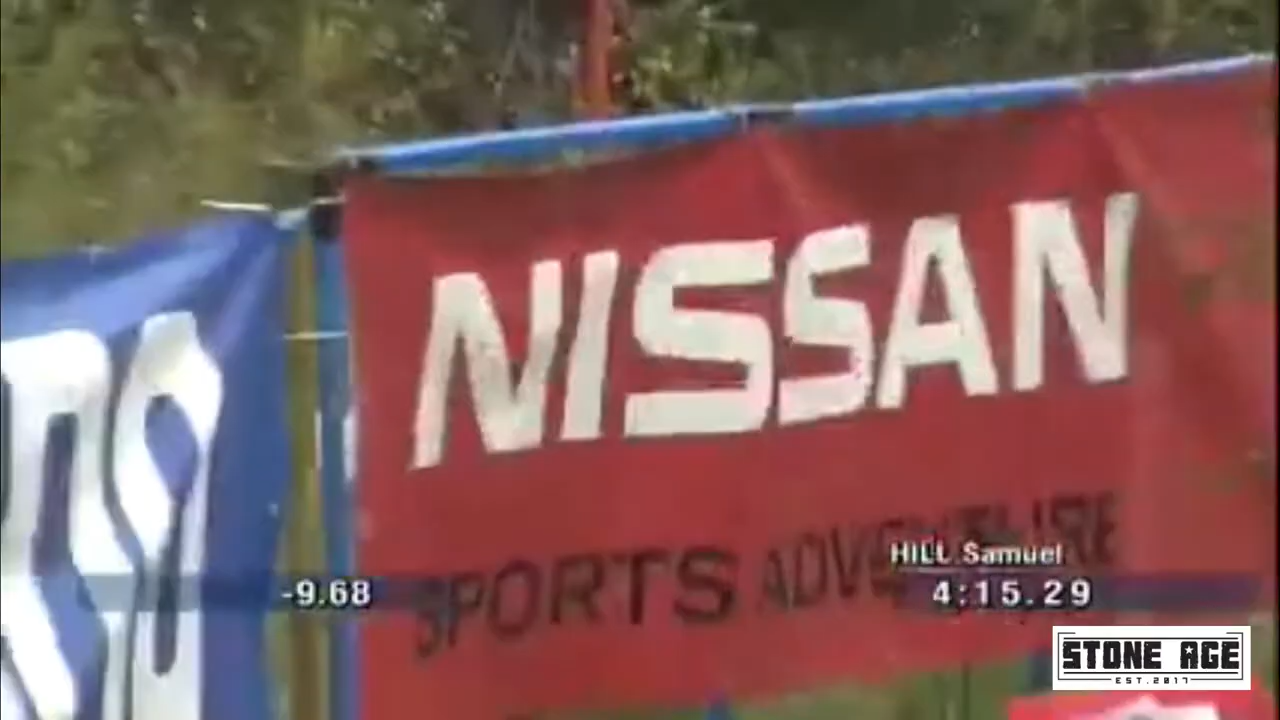 NISSAN
SPORTS ADVENTURE
HILL Samuel
-9.68
4:15.29
STONE AGE
EST.2017